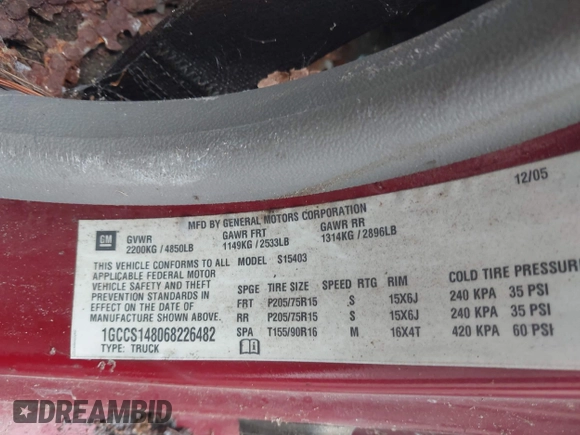 12/05
MFD BY GENERAL MOTORS CORPORATION
GM GVWR GAWR FRT GAWR RR
2200KG / 4850LB 1149KG / 2533LB 1314KG / 2896LB
THIS VEHICLE CONFORMS TO ALL MODEL S15403
APPLICABLE FEDERAL MOTOR
VEHICLE SAFETY AND THEFT
PREVENTION STANDARDS IN
EFFECT ON THE DATE OF
MANUFACTURE SHOWN ABOVE.
1GCCS148068226482
TYPE: TRUCK
SPGE TIRE SIZE SPEED RTG RIM COLD TIRE PRESSURE
FRT P205/75R15 S 15X6J 240 KPA 35 PSI
RR P205/75R15 S 15X6J 240 KPA 35 PSI
SPA T155/90R16 M 16X4T 420 KPA 60 PSI
DREAMBID